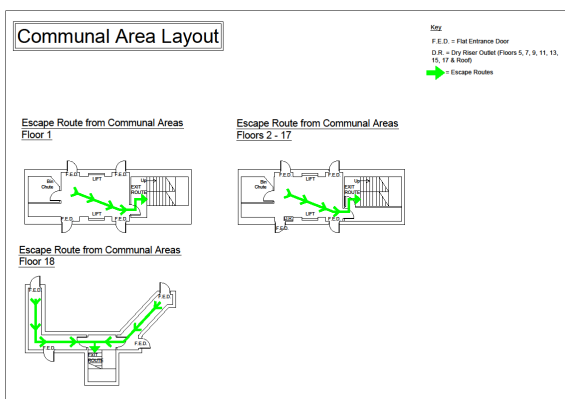 Communal Area Layout
Key
F.E.D. = Flat Entrance Door
D.R. = Dry Riser Outlet (Floors 5, 7, 9, 11, 13,
15, 17 & Roof)
= Escape Routes
Escape Route from Communal Areas
Floor 1
F.E.D.
LIFT
F.E.D.
Bin
Chute
Up
EXIT
ROUTE
LIFT
F.E.D.
F.E.D.
Escape Route from Communal Areas
Floors 2 - 17
F.E.D.
LIFT
F.E.D.
Bin
Chute
Up
EXIT
ROUTE
LIFT
F.E.D.
F.E.D.
Escape Route from Communal Areas
Floor 18
F.E.D.
F.E.D.
F.E.D.
F.E.D.
EXIT
ROUTE